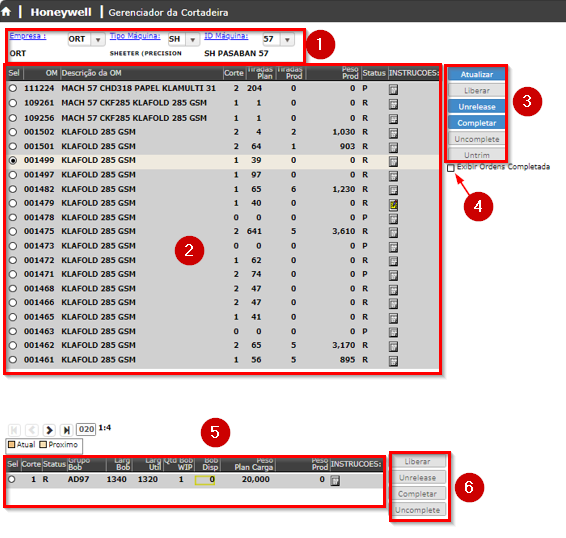 Honeywell | Gerenciador da Cortadeira
Empresa : ORT Tipo Máquina: SH ID Máquina: 57
ORT SHEETER (PRECISION SH PASABAN 57
1
Sel OM Descrição da OM Corte Tiradas Plan Tiradas Prod Peso Prod Status INSTRUCOES:
111224 MACH 57 CHD318 PAPEL KLAMULTI 31 2 204 0 0 P
109261 MACH 57 CKF285 KLAFOLD 285 GSM 1 1 0 0 R
109256 MACH 57 CKF285 KLAFOLD 285 GSM 1 1 0 0 R
001502 KLAFOLD 285 GSM 2 4 2 1,030 R
001501 KLAFOLD 285 GSM 2 64 1 903 R
001499 KLAFOLD 285 GSM 1 39 0 0 R
001497 KLAFOLD 285 GSM 1 97 0 0 R
001482 KLAFOLD 285 GSM 1 65 6 1,230 R
001479 KLAFOLD 285 GSM 1 40 0 0 R
001478 KLAFOLD 285 GSM 0 0 0 0 P
001475 KLAFOLD 285 GSM 2 641 5 3,610 R
001473 KLAFOLD 285 GSM 0 0 0 0 P
001472 KLAFOLD 285 GSM 1 62 0 0 R
001471 KLAFOLD 285 GSM 2 74 0 0 R
001468 KLAFOLD 285 GSM 2 47 0 0 R
001466 KLAFOLD 285 GSM 2 47 0 0 R
001465 KLAFOLD 285 GSM 1 41 0 0 R
001463 KLAFOLD 285 GSM 0 0 0 0 P
001462 KLAFOLD 285 GSM 2 65 5 3,170 R
001461 KLAFOLD 285 GSM 1 56 5 895 R
2
Atualizar
Liberar
Unrelease
Completar
Uncomplete
Untrim
3
Exibir Ordens Completada
4
020 1:4
Atual Proximo
5
Sel Corte Status Grupo Bob Larg Bob Larg Util Qtd Bob WIP Bob Disp Peso Plan Carga Peso Prod INSTRUCOES:
1 R AD97 1340 1320 1 0 20,000 0
Liberar
Unrelease
Completar
Uncomplete
6